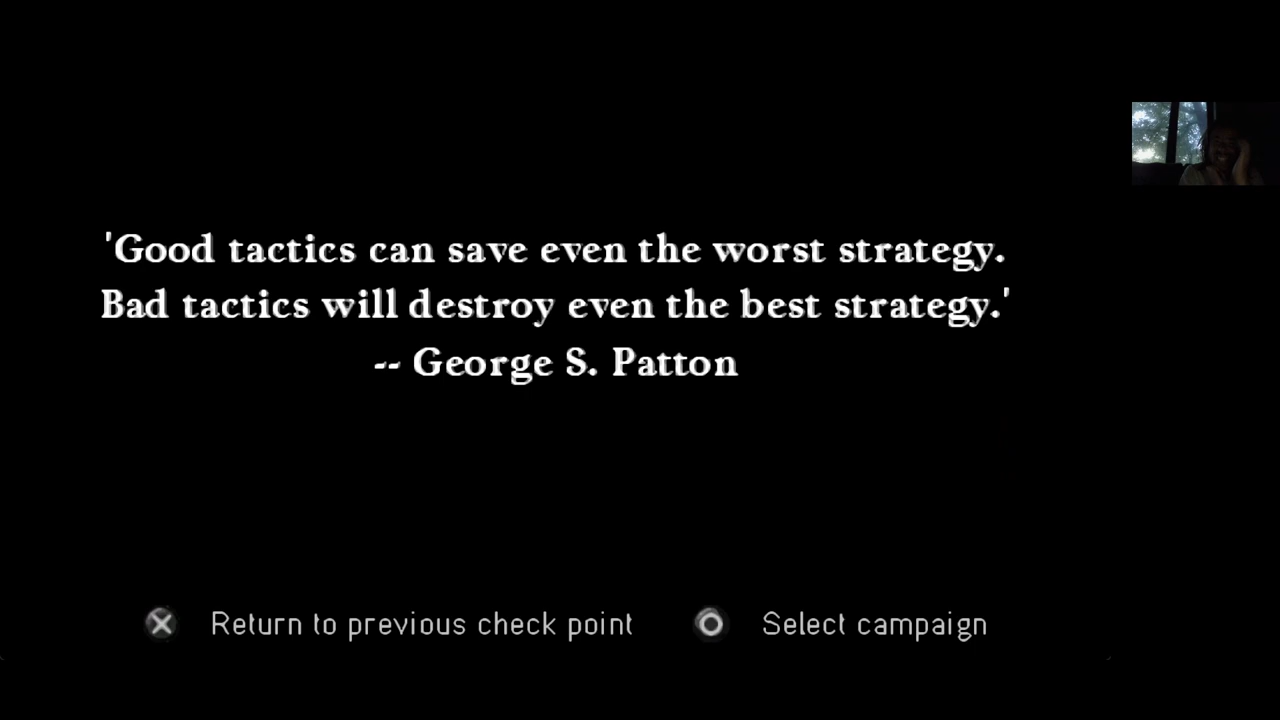 'Good tactics can save even the worst strategy.
Bad tactics will destroy even the best strategy.'
-- George S. Patton
Return to previous check point
Select campaign